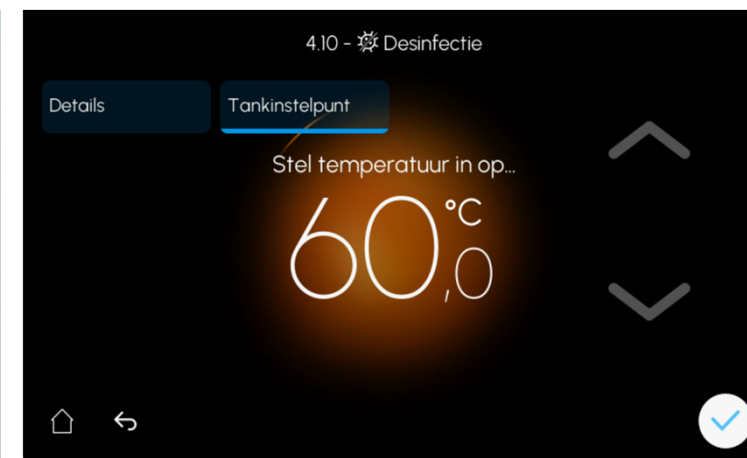 4.10 - Desinfectie
Details
Tankinstelpunt
Stel temperatuur in op...
60,0 °C